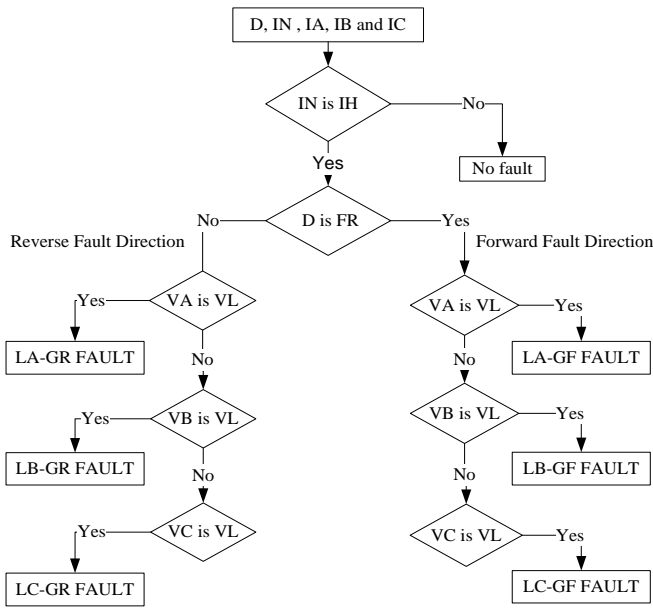 D, IN , IA, IB and IC
IN is IH
No
Yes
No fault
No
D is FR
Yes
Reverse Fault Direction
Forward Fault Direction
Yes
VA is VL
VA is VL
Yes
LA-GR FAULT
No
No
LA-GF FAULT
Yes
VB is VL
VB is VL
Yes
LB-GR FAULT
No
No
LB-GF FAULT
Yes
VC is VL
VC is VL
Yes
LC-GR FAULT
LC-GF FAULT